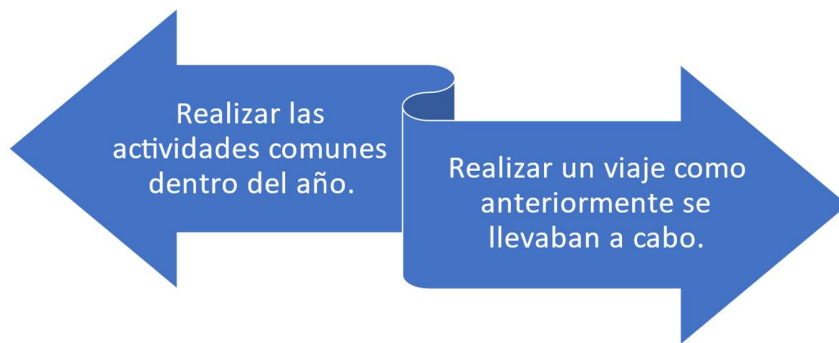 Realizar las
actividades comunes
dentro del año.
Realizar un viaje como
anteriormente se
llevaban a cabo.